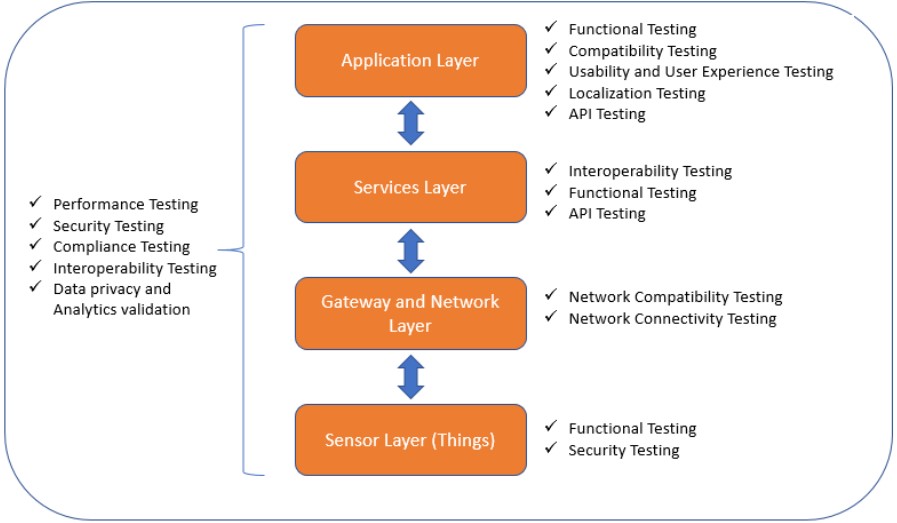 Application Layer
✓ Functional Testing
✓ Compatibility Testing
✓ Usability and User Experience Testing
✓ Localization Testing
✓ API Testing
Services Layer
✓ Interoperability Testing
✓ Functional Testing
✓ API Testing
✓ Performance Testing
✓ Security Testing
✓ Compliance Testing
✓ Interoperability Testing
✓ Data privacy and
Analytics validation
Gateway and Network
Layer
✓ Network Compatibility Testing
✓ Network Connectivity Testing
Sensor Layer (Things)
✓ Functional Testing
✓ Security Testing